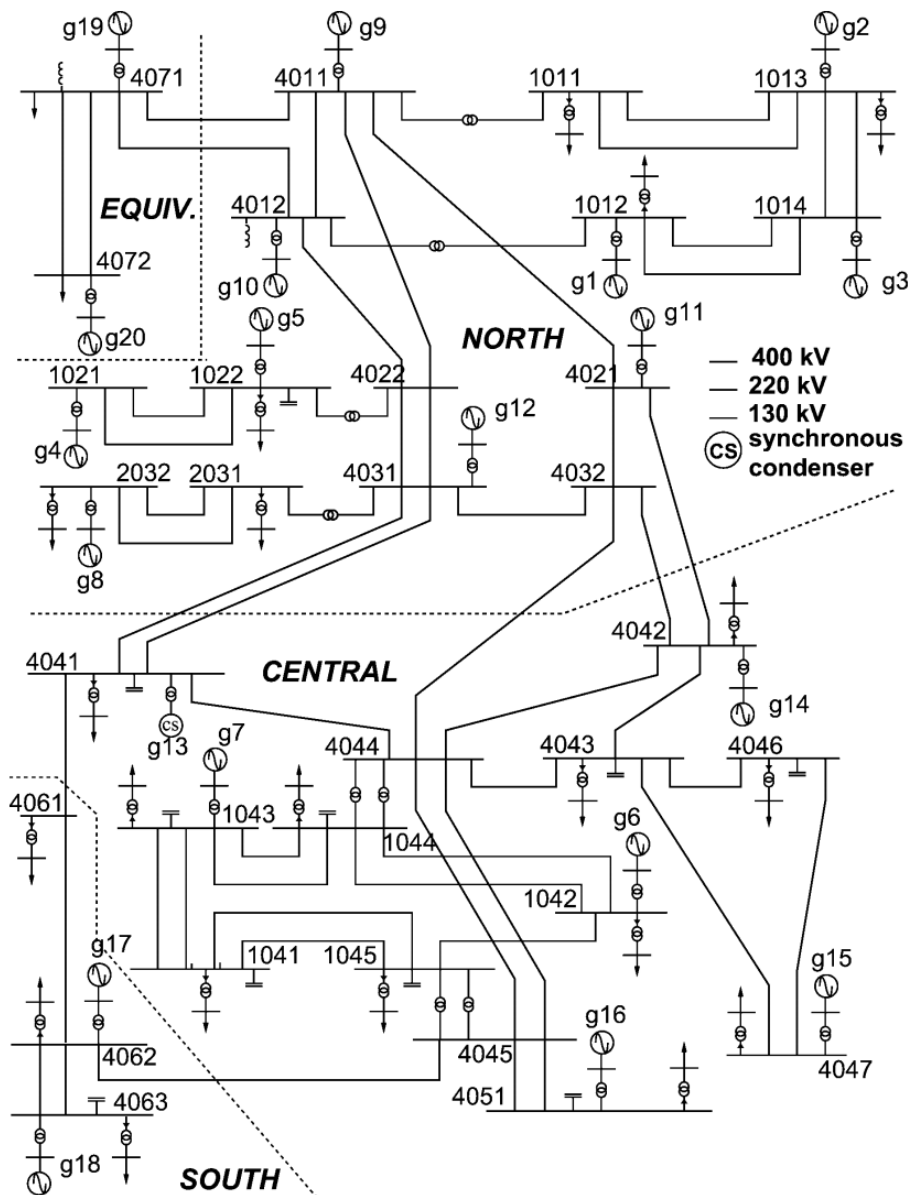 g19 g9 g2
4071 4011 1011 1013
EQUIV.
4012 1012 1014
4072
g10 g1 g3
g5 g11
NORTH
g20
1021 1022 4022 4021
400 kV
220 kV
130 kV
CS synchronous
condenser
g4 g12
2032 2031 4031 4032
g8
4042
4041 CENTRAL
CS
g13 g7 g14
4044 4043 4046
4061 1043
1044 g6
1042
g17 1041 1045 g15
g16
4062 4045
4063 4051 4047
g18 SOUTH